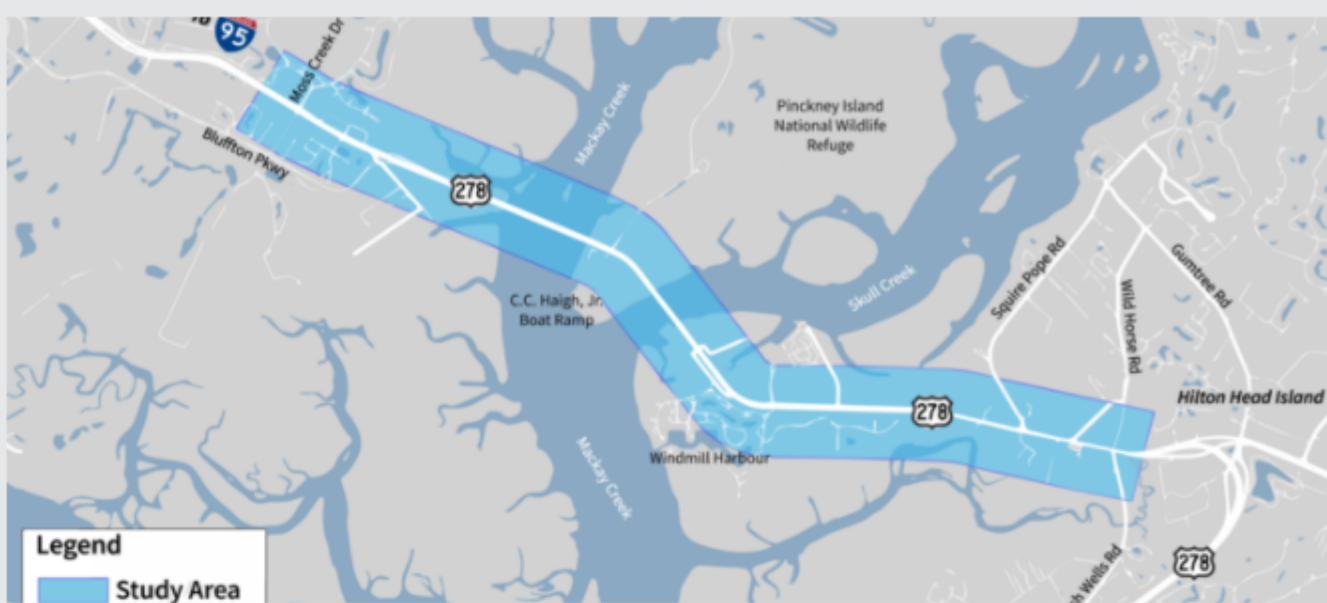 95
Moss Creek Dr
Bluffton Pkwy
Mackay Creek
Pinckney Island
National Wildlife
Refuge
278
C.C. Haigh, Jr.
Boat Ramp
Skull Creek
Squire Pope Rd
Wild Horse Rd
Gumtree Rd
Hilton Head Island
278
Windmill Harbour
Mackay Creek
Wells Rd
278
Legend
Study Area